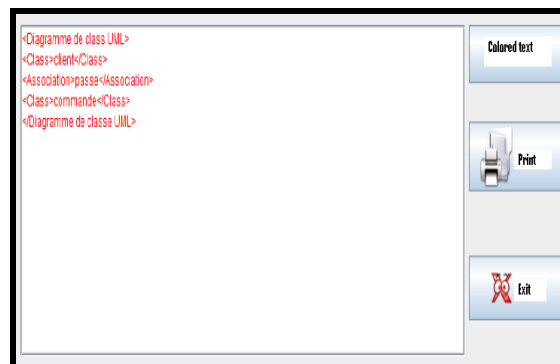 <Diagramme de class UML>
<Class>client</Class>
<Association>passe</Association>
<Class>commande</Class>
</Diagramme de classe UML>
Colored text
Print
Exit